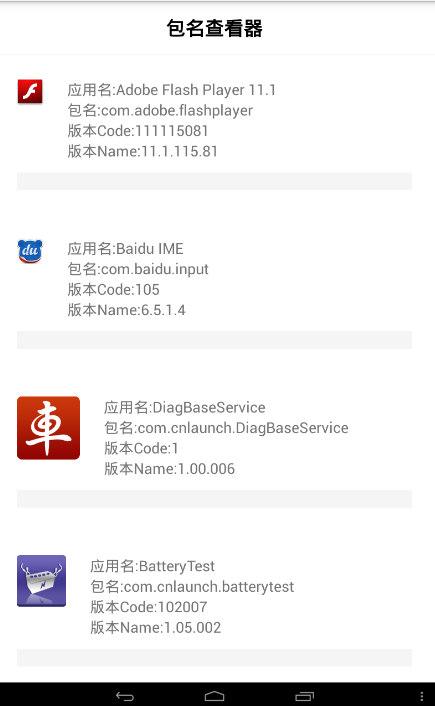 包名查看器
应用名:Adobe Flash Player 11.1
包名:com.adobe.flashplayer
版本Code:111115081
版本Name:11.1.115.81
du
应用名:Baidu IME
包名:com.baidu.input
版本Code:105
版本Name:6.5.1.4
車
应用名:DiagBaseService
包名:com.cnlaunch.DiagBaseService
版本Code:1
版本Name:1.00.006
应用名:BatteryTest
包名:com.cnlaunch.batterytest
版本Code:102007
版本Name:1.05.002